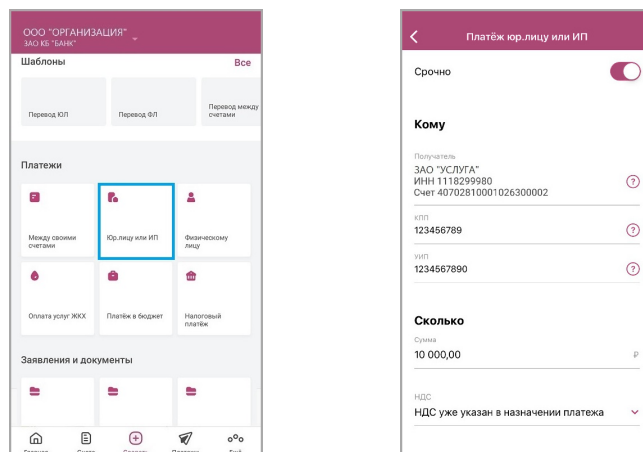 ООО "ОРГАНИЗАЦИЯ"
ЗАО КБ "БАНК"
Шаблоны Все
Перевод ЮЛ
Перевод ФЛ
Перевод между
счетами
Платежи
Между своими
счетами
Юр.лицу или ИП
Физическому
лицу
Оплата услуг ЖКХ
Платёж в бюджет
Налоговый
платёж
Заявления и документы
Платёж юр.лицу или ИП
Срочно
Кому
Получатель
ЗАО "УСЛУГА"
ИНН 1118299980
Счет 40702810001026300002
КПП
123456789
УИП
1234567890
Сколько
Сумма
10 000,00 ₽
НДС
НДС уже указан в назначении платежа